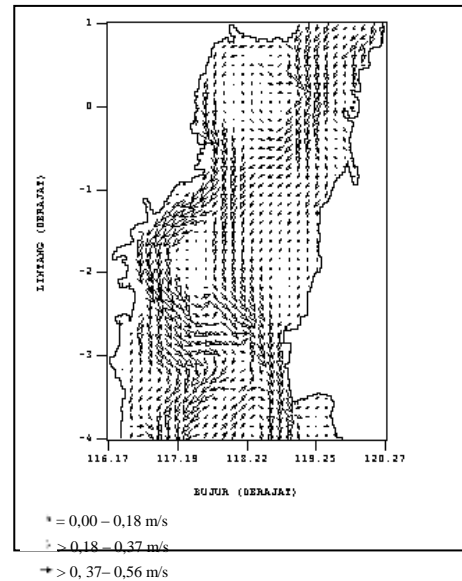 1
0
-1
-2
-3
-4
LINTANG (DERAJAT)
116.17 117.19 118.22 119.25 120.27
BUJUR (DERAJAT)
= 0,00 – 0,18 m/s
> 0,18 – 0,37 m/s
> 0, 37– 0,56 m/s